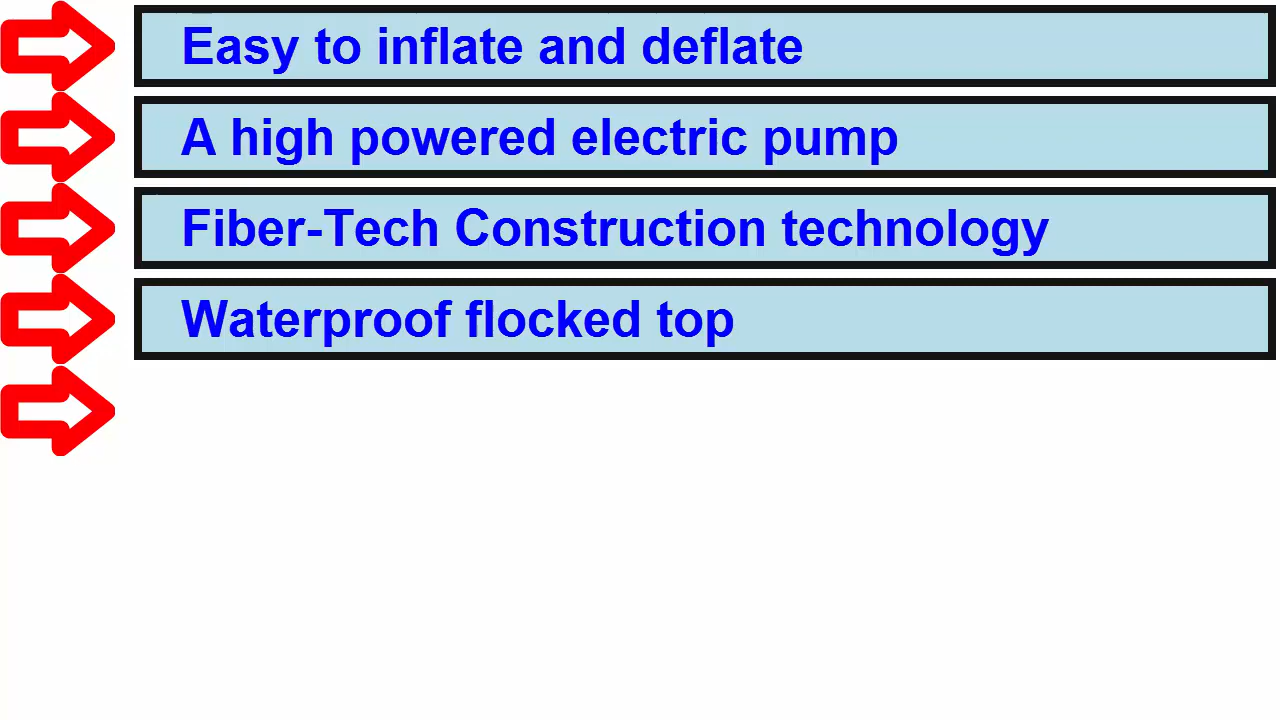 Easy to inflate and deflate
A high powered electric pump
Fiber-Tech Construction technology
Waterproof flocked top